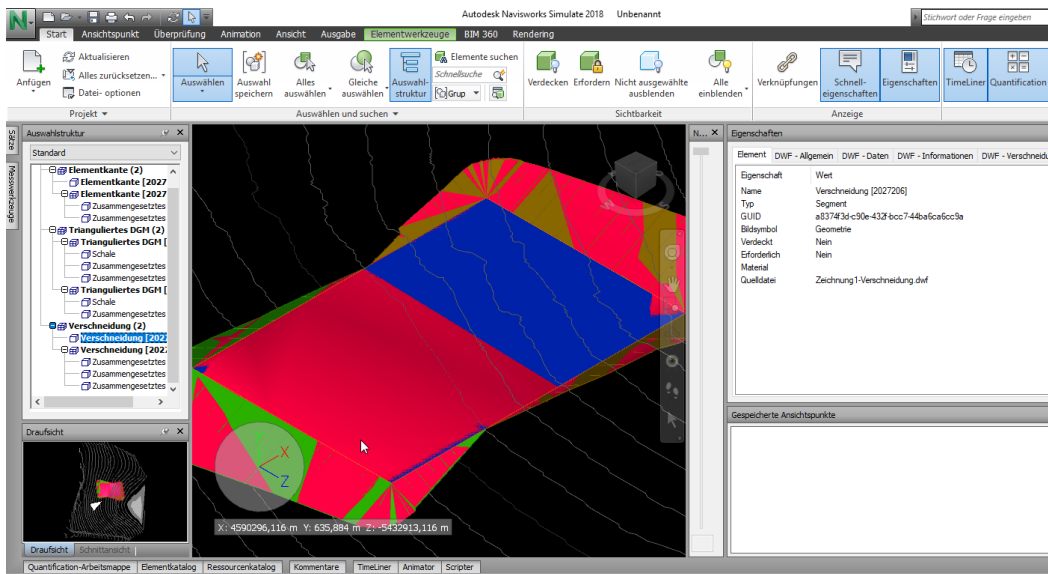 Autodesk Navisworks Simulate 2018 Unbenannt
Stichwort oder Frage eingeben
Start Ansichtspunkt Überprüfung Animation Ansicht Ausgabe Elementwerkzeuge BIM 360 Rendering
Anfügen
Aktualisieren
Alles zurücksetzen...
Datei- optionen
Projekt
Auswählen
Auswahl speichern
Alles auswählen
Gleiche auswählen
Auswahl-struktur
Elemente suchen
Schnellsuche
Grup
Auswählen und suchen
Verdecken
Erfordern
Nicht ausgewählte ausblenden
Alle einblenden
Sichtbarkeit
Verknüpfungen
Schnell-eigenschaften
Eigenschaften
Anzeige
TimeLiner
Quantification
Sätze
Messwerkzeuge
Auswahlstruktur
Standard
Elementkante (2)
Elementkante [2027
Elementkante [2027
Zusammengesetztes
Zusammengesetztes
Trianguliertes DGM (2)
Trianguliertes DGM [
Schale
Zusammengesetztes
Trianguliertes DGM [
Schale
Zusammengesetztes
Verschneidung (2)
Verschneidung [202
Verschneidung [202
Zusammengesetztes
Zusammengesetztes
Draufsicht
Draufsicht Schnittansicht
X
Z
W
S
X: 4590296,116 m Y: 635,884 m Z: -5432913,116 m
N...
Eigenschaften
Element DWF - Allgemein DWF - Daten DWF - Informationen DWF - Verschneidu
Eigenschaft Wert
Name Verschneidung [2027206]
Typ Segment
GUID a8374f3d-c90e-432f-bcc7-44ba6ca6cc9a
Bildsymbol Geometrie
Verdeckt Nein
Erforderlich Nein
Material
Quelldatei Zeichnung1-Verschneidung.dwf
Gespeicherte Ansichtspunkte
Quantification-Arbeitsmappe Elementkatalog Ressourcenkatalog Kommentare TimeLiner Animator Scripter